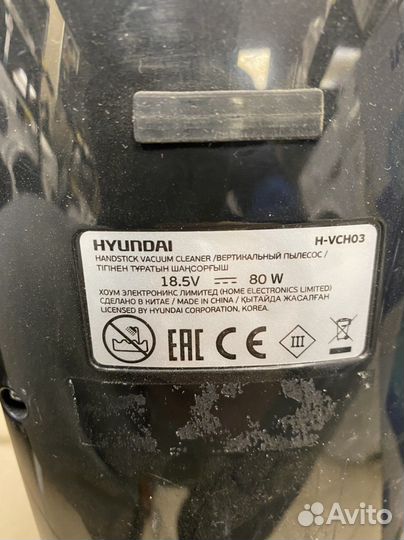 HYUNDAI H-VCH03
HANDSTICK VACUUM CLEANER /ВЕРТИКАЛЬНЫЙ ПЫЛЕСОС /
ТІГІНЕН ТҰРАТЫН ШАҢСОРҒЫШ
18.5V 80 W
ХОУМ ЭЛЕКТРОНИКС ЛИМИТЕД (HOME ELECTRONICS LIMITED)
СДЕЛАНО В КИТАЕ / MADE IN CHINA / ҚЫТАЙДА ЖАСАЛҒАН
LICENSED BY HYUNDAI CORPORATION, KOREA.
EAC CE III
Avito